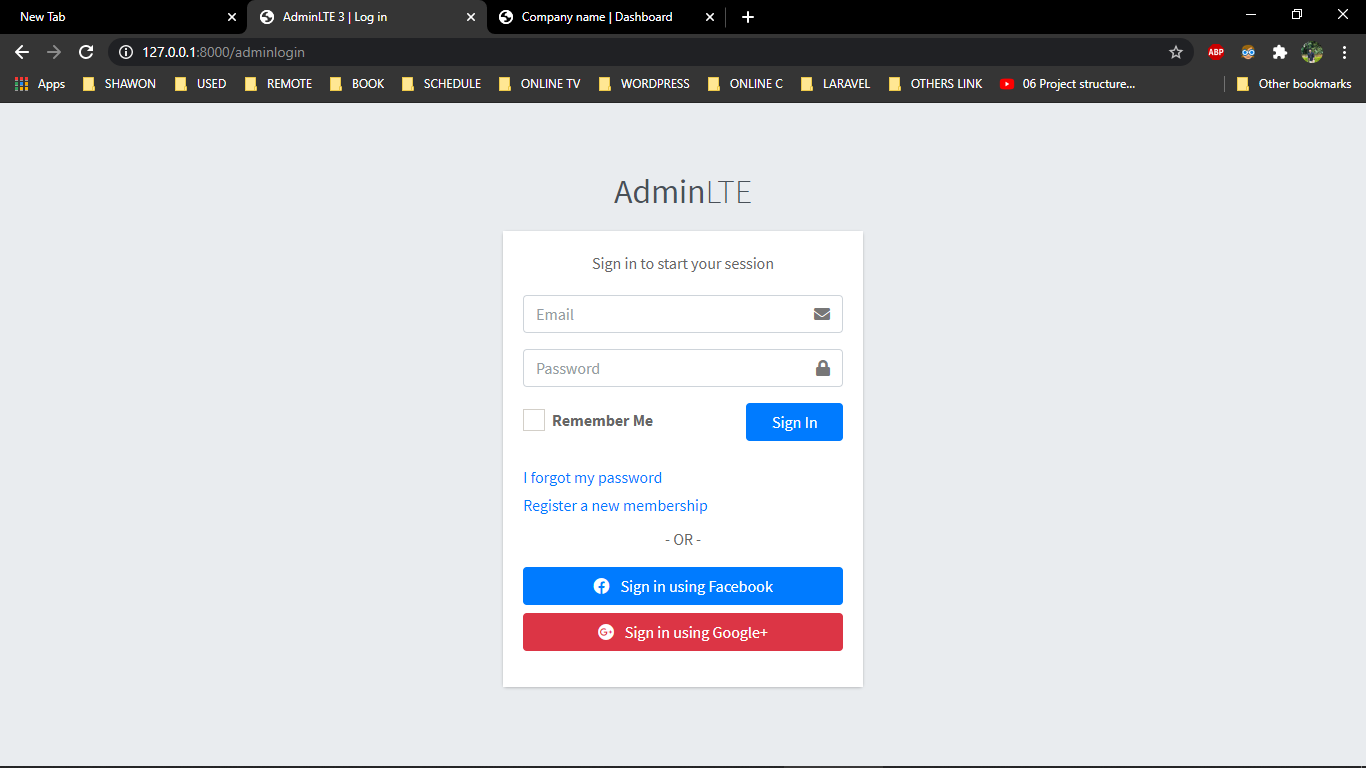 New Tab
AdminLTE 3 | Log in
Company name | Dashboard
127.0.0.1:8000/adminlogin
ABP
Apps SHAWON USED REMOTE BOOK SCHEDULE ONLINE TV WORDPRESS ONLINE C LARAVEL OTHERS LINK 06 Project structure... Other bookmarks
AdminLTE
Sign in to start your session
Email
Password
Remember Me
Sign In
I forgot my password
Register a new membership
- OR -
Sign in using Facebook
Sign in using Google+